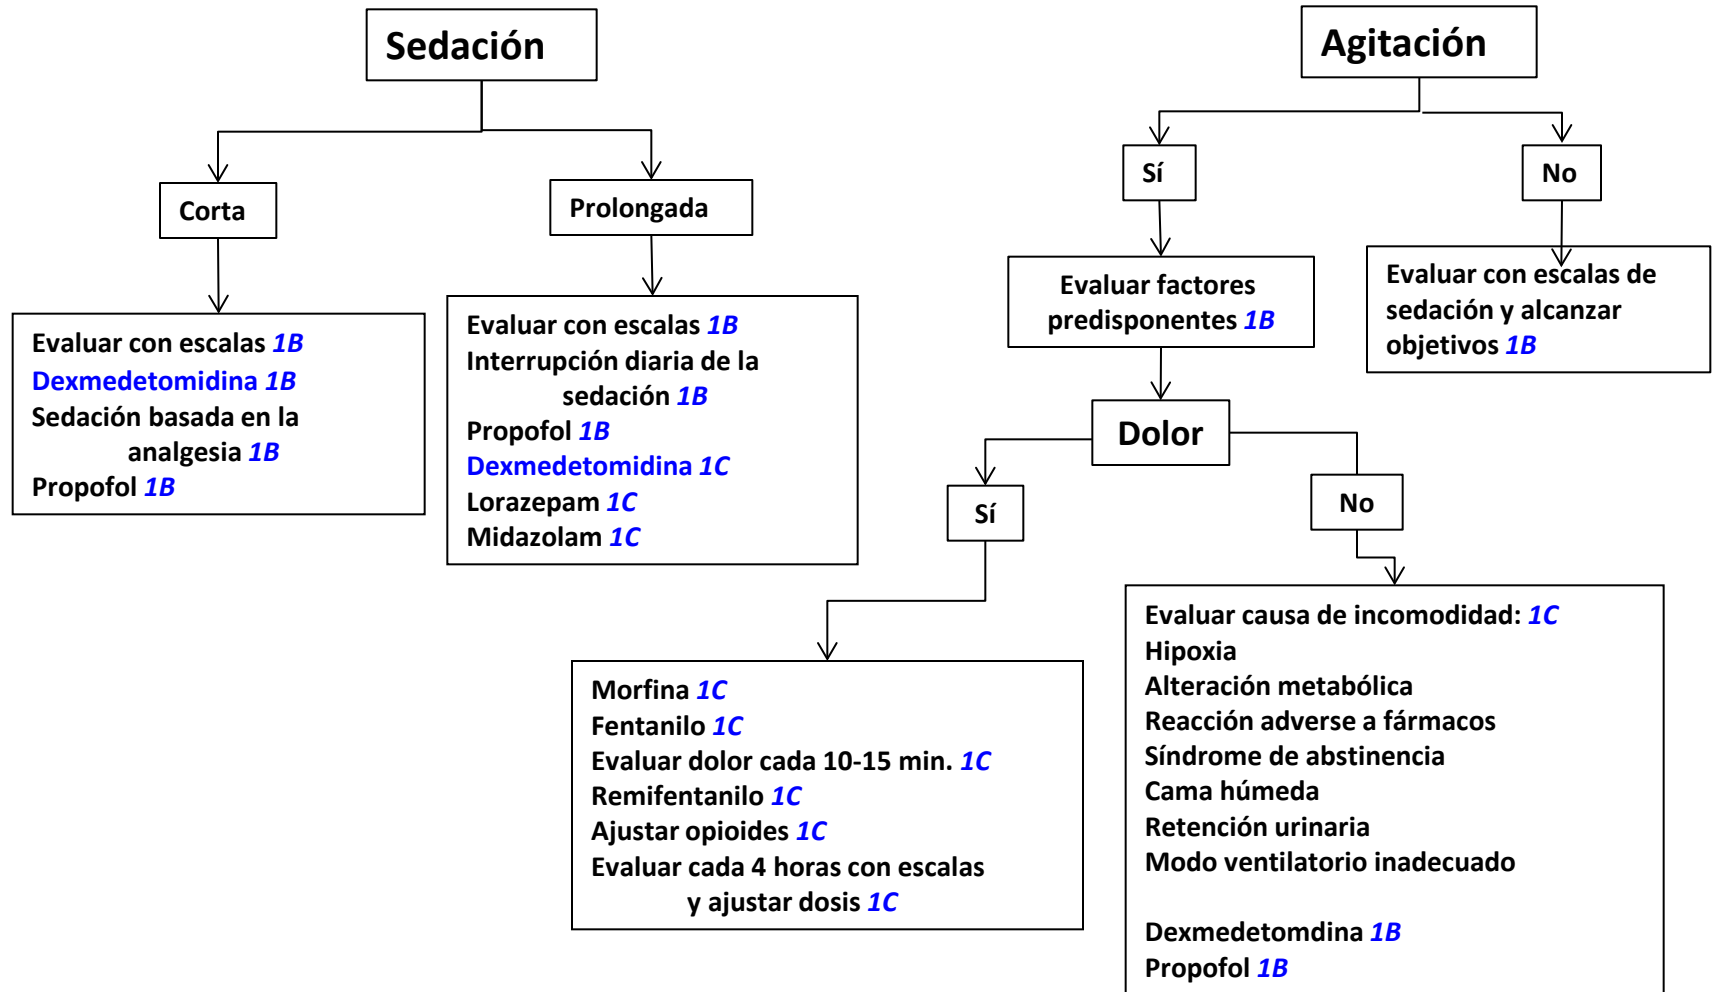 Sedación
Corta
Prolongada
Evaluar con escalas 1B
Dexmedetomidina 1B
Sedación basada en la
analgesia 1B
Propofol 1B
Evaluar con escalas 1B
Interrupción diaria de la
sedación 1B
Propofol 1B
Dexmedetomidina 1C
Lorazepam 1C
Midazolam 1C
Agitación
Sí
No
Evaluar factores
predisponentes 1B
Evaluar con escalas de
sedación y alcanzar
objetivos 1B
Dolor
Sí
No
Morfina 1C
Fentanilo 1C
Evaluar dolor cada 10-15 min. 1C
Remifentanilo 1C
Ajustar opioides 1C
Evaluar cada 4 horas con escalas
y ajustar dosis 1C
Evaluar causa de incomodidad: 1C
Hipoxia
Alteración metabólica
Reacción adverse a fármacos
Síndrome de abstinencia
Cama húmeda
Retención urinaria
Modo ventilatorio inadecuado
Dexmedetomdina 1B
Propofol 1B